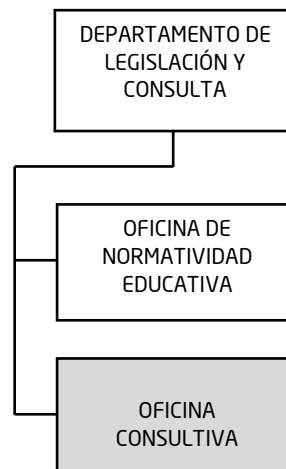 DEPARTAMENTO DE
LEGISLACIÓN Y
CONSULTA
OFICINA DE
NORMATIVIDAD
EDUCATIVA
OFICINA
CONSULTIVA